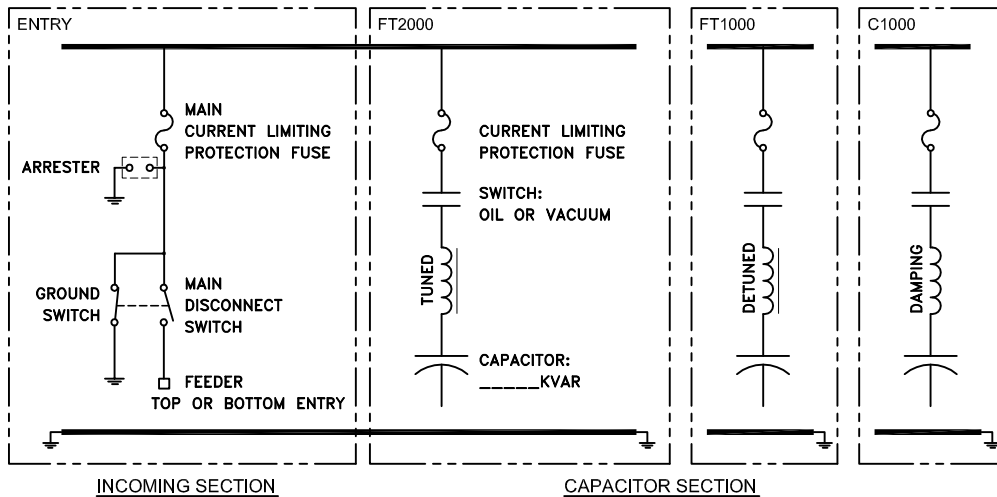 ENTRY
MAIN
CURRENT LIMITING
PROTECTION FUSE
ARRESTER
GROUND
SWITCH
MAIN
DISCONNECT
SWITCH
FEEDER
TOP OR BOTTOM ENTRY
INCOMING SECTION
FT2000
CURRENT LIMITING
PROTECTION FUSE
SWITCH:
OIL OR VACUUM
TUNED
CAPACITOR:
_____KVAR
FT1000
DETUNED
C1000
DAMPING
CAPACITOR SECTION